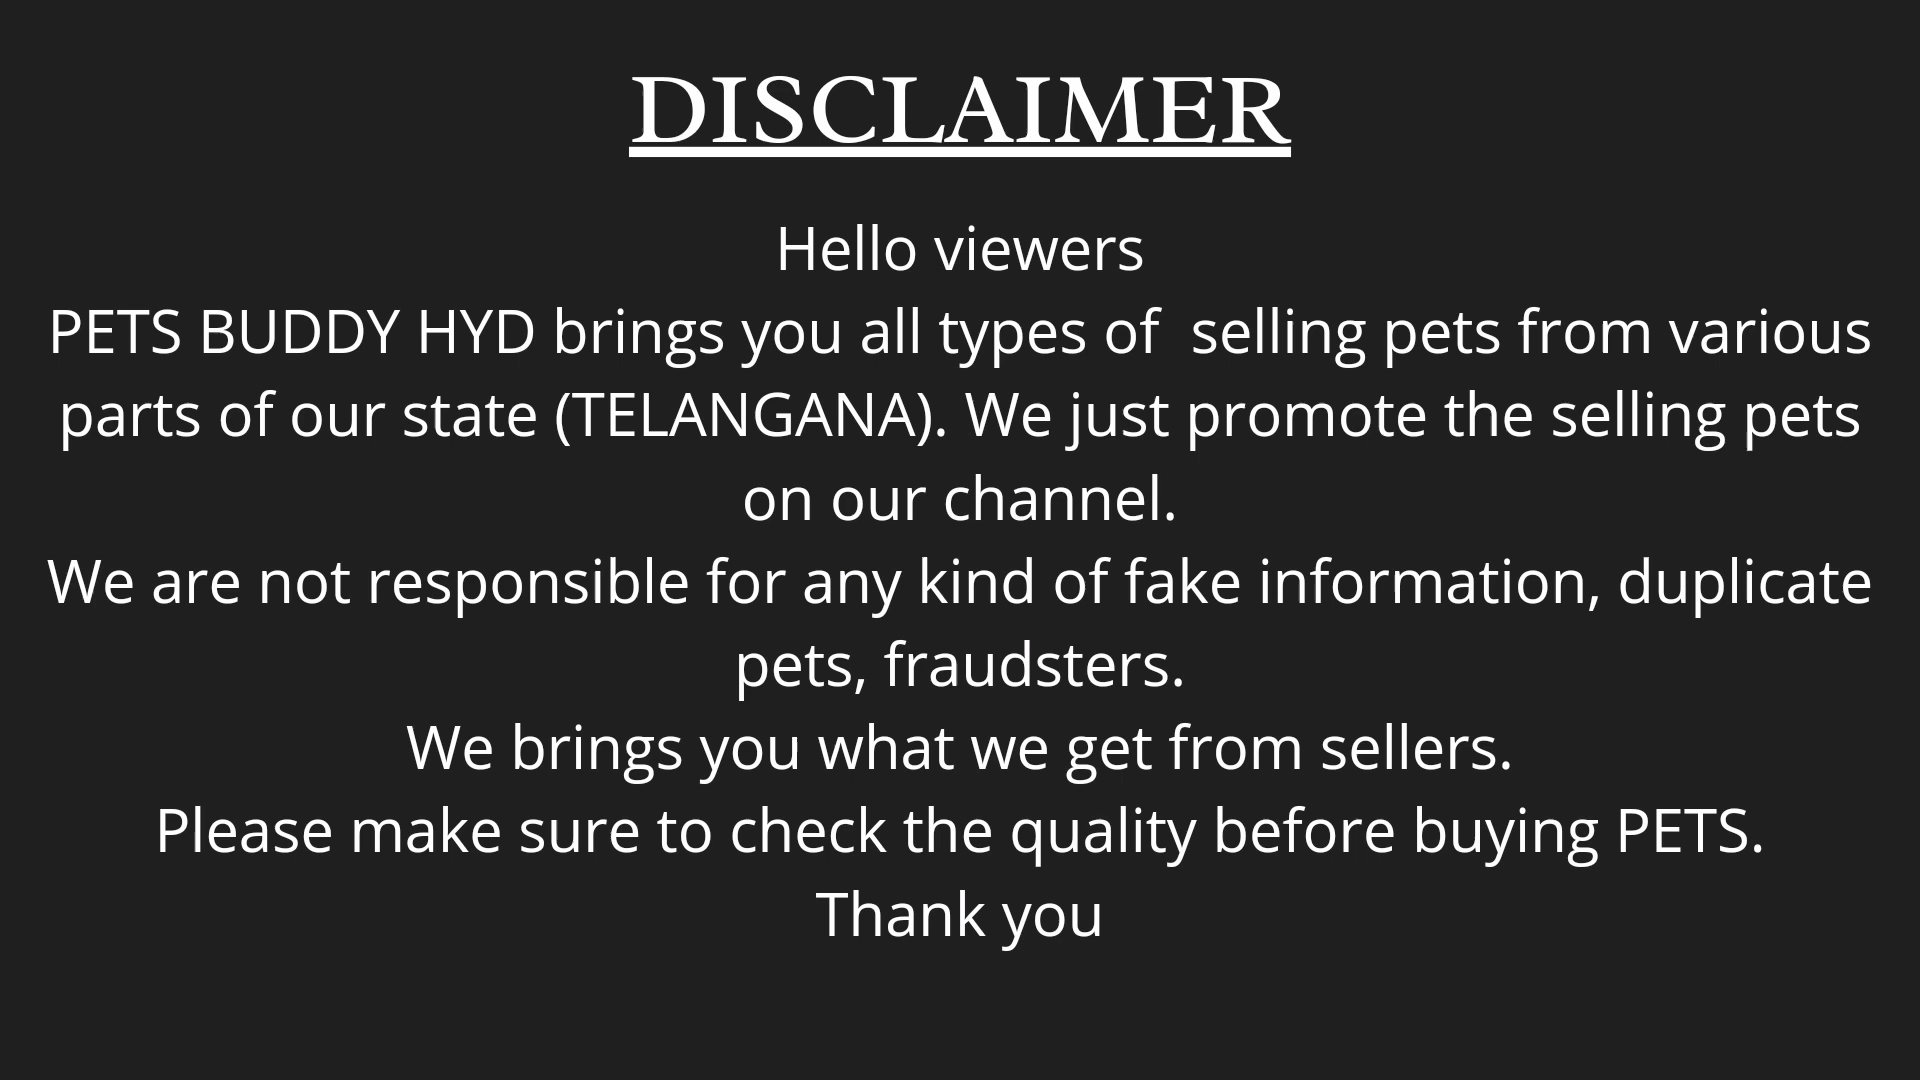 DISCLAIMER
Hello viewers
PETS BUDDY HYD brings you all types of  selling pets from various
parts of our state (TELANGANA). We just promote the selling pets
on our channel.
We are not responsible for any kind of fake information, duplicate
pets, fraudsters.
We brings you what we get from sellers.
Please make sure to check the quality before buying PETS.
Thank you